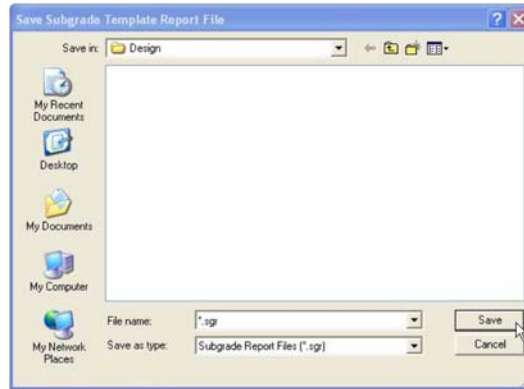 Save Subgrade Template Report File
Save in:
Design
My Recent
Documents
Desktop
My Documents
My Computer
My Network
Places
File name:
*.sgr
Save
Save as type:
Subgrade Report Files (*.sgr)
Cancel